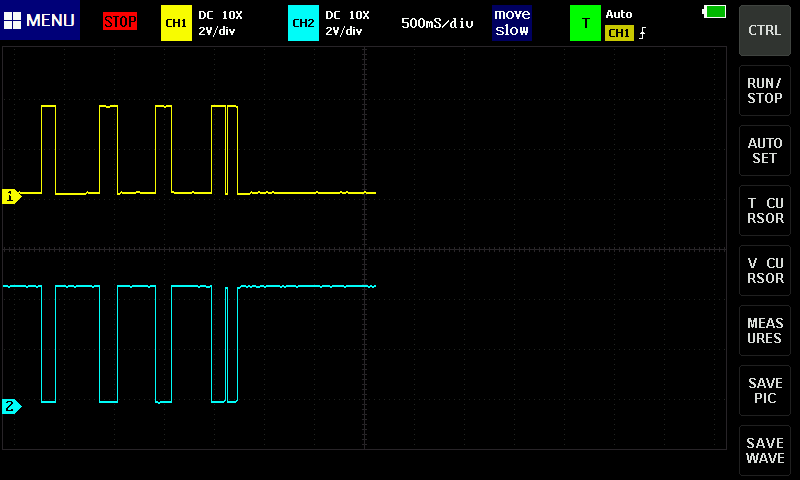 MENU
STOP
CH1
DC 10X
2V/div
CH2
DC 10X
2V/div
500mS/div
move
slow
T
Auto
CH1
CTRL
RUN/
STOP
AUTO
SET
T CU
RSOR
V CU
RSOR
MEAS
URES
SAVE
PIC
SAVE
WAVE
1
2